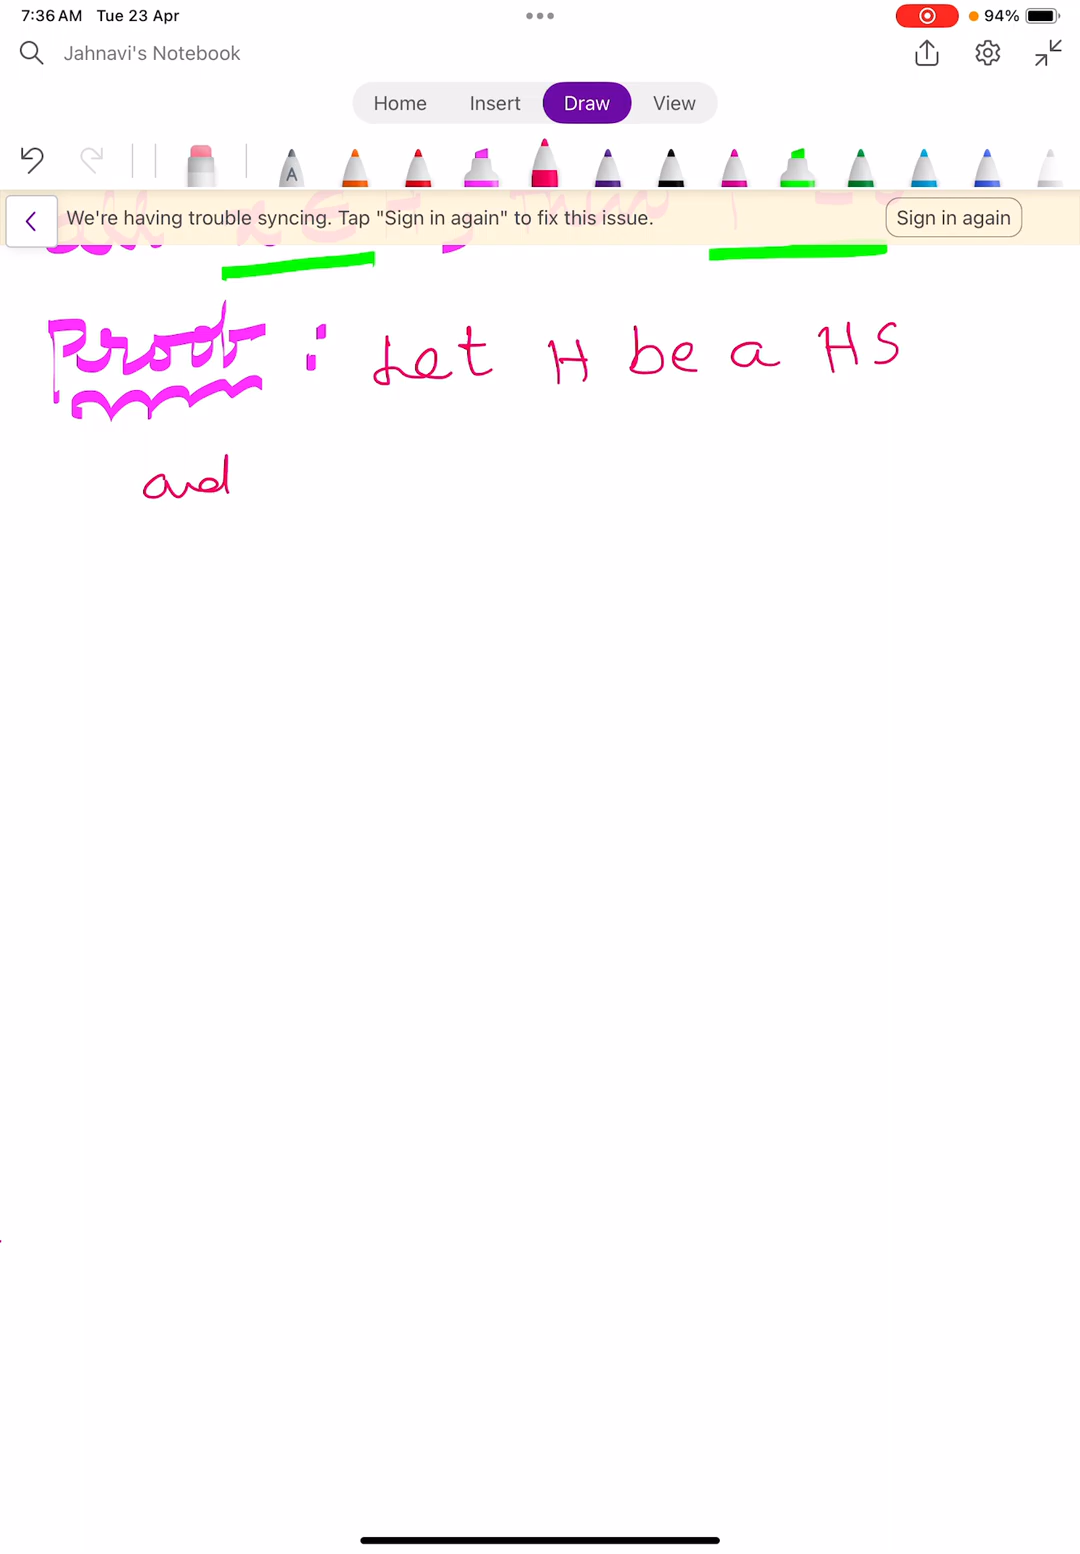 7:36 AM Tue 23 Apr
94%
Jahnavi's Notebook
Home Insert Draw View
A
We're having trouble syncing. Tap "Sign in again" to fix this issue. Sign in again
Proof : Let H be a HS
and